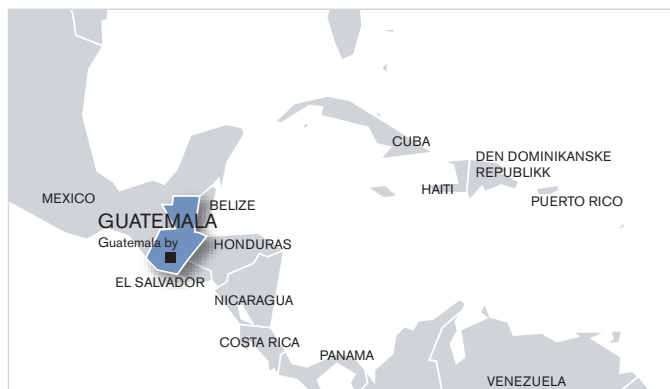 CUBA
DEN DOMINIKANSKE
REPUBLIKK
HAITI
PUERTO RICO
MEXICO
BELIZE
GUATEMALA
Guatemala by
HONDURAS
EL SALVADOR
NICARAGUA
COSTA RICA
PANAMA
VENEZUELA